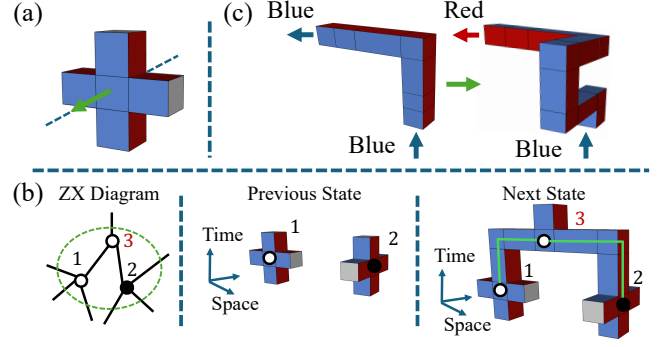 (a)
(c)
Blue
Red
Blue
Blue
(b)
ZX Diagram
1
2
3
Previous State
Time
Space
1
2
Next State
Time
Space
1
2
3